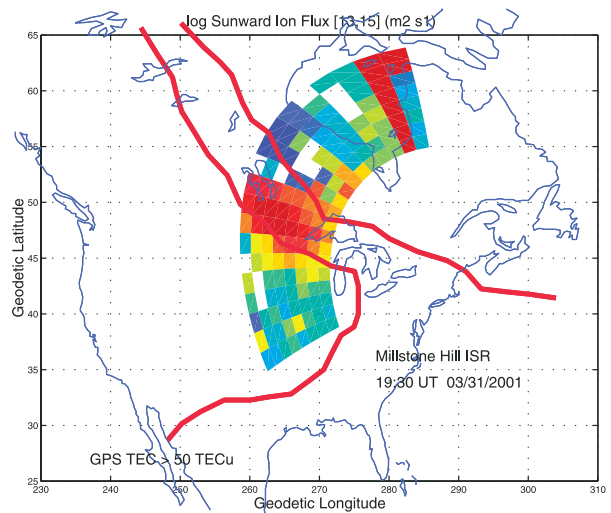 log Sunward Ion Flux [13,15] (m2 s1)
65
60
55
50
45
40
35
30
25
Geodetic Latitude
Millstone Hill ISR
19:30 UT 03/31/2001
GPS TEC > 50 TECu
230 240 250 260 270 280 290 300 310
Geodetic Longitude